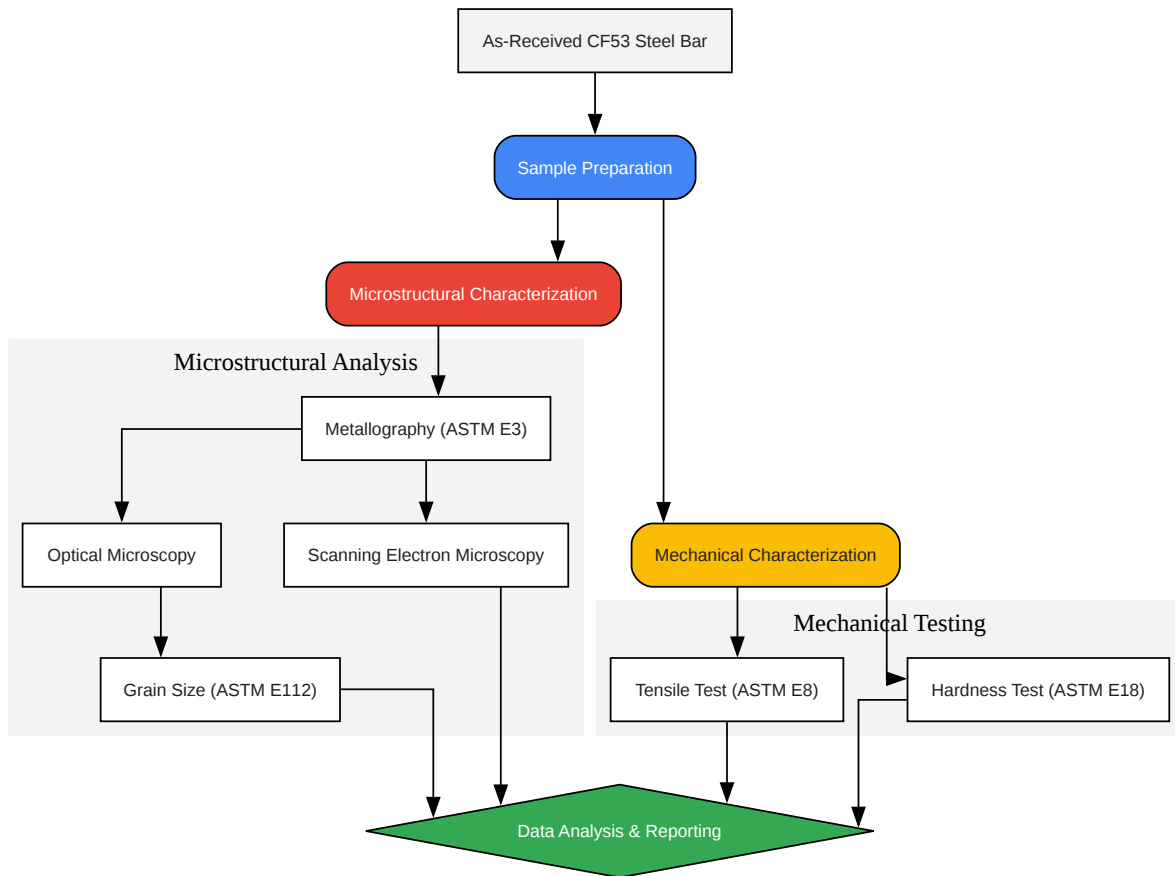 As-Received CF53 Steel Bar
Sample Preparation
Microstructural Characterization
Microstructural Analysis
Metallography (ASTM E3)
Optical Microscopy
Scanning Electron Microscopy
Mechanical Characterization
Mechanical Testing
Grain Size (ASTM E112)
Tensile Test (ASTM E8)
Hardness Test (ASTM E18)
Data Analysis & Reporting